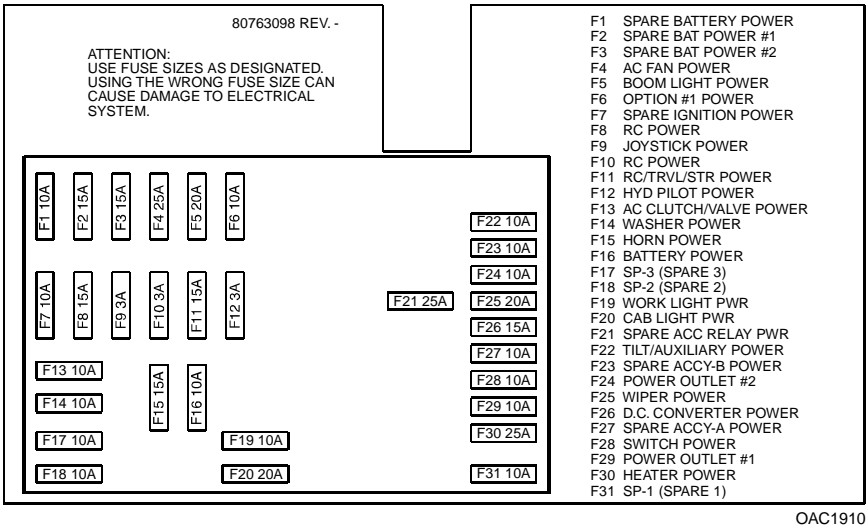 80763098 REV. -
ATTENTION:
USE FUSE SIZES AS DESIGNATED.
USING THE WRONG FUSE SIZE CAN
CAUSE DAMAGE TO ELECTRICAL
SYSTEM.
F1 10A
F2 15A
F3 15A
F4 25A
F5 20A
F6 10A
F7 10A
F8 15A
F9 3A
F10 3A
F11 15A
F12 3A
F13 10A
F14 10A
F15 15A
F16 10A
F17 10A
F18 10A
F19 10A
F20 20A
F21 25A
F22 10A
F23 10A
F24 10A
F25 20A
F26 15A
F27 10A
F28 10A
F29 10A
F30 25A
F31 10A
F1 SPARE BATTERY POWER
F2 SPARE BAT POWER #1
F3 SPARE BAT POWER #2
F4 AC FAN POWER
F5 BOOM LIGHT POWER
F6 OPTION #1 POWER
F7 SPARE IGNITION POWER
F8 RC POWER
F9 JOYSTICK POWER
F10 RC POWER
F11 RC/TRVL/STR POWER
F12 HYD PILOT POWER
F13 AC CLUTCH/VALVE POWER
F14 WASHER POWER
F15 HORN POWER
F16 BATTERY POWER
F17 SP-3 (SPARE 3)
F18 SP-2 (SPARE 2)
F19 WORK LIGHT PWR
F20 CAB LIGHT PWR
F21 SPARE ACC RELAY PWR
F22 TILT/AUXILIARY POWER
F23 SPARE ACCY-B POWER
F24 POWER OUTLET #2
F25 WIPER POWER
F26 D.C. CONVERTER POWER
F27 SPARE ACCY-A POWER
F28 SWITCH POWER
F29 POWER OUTLET #1
F30 HEATER POWER
F31 SP-1 (SPARE 1)
OAC1910